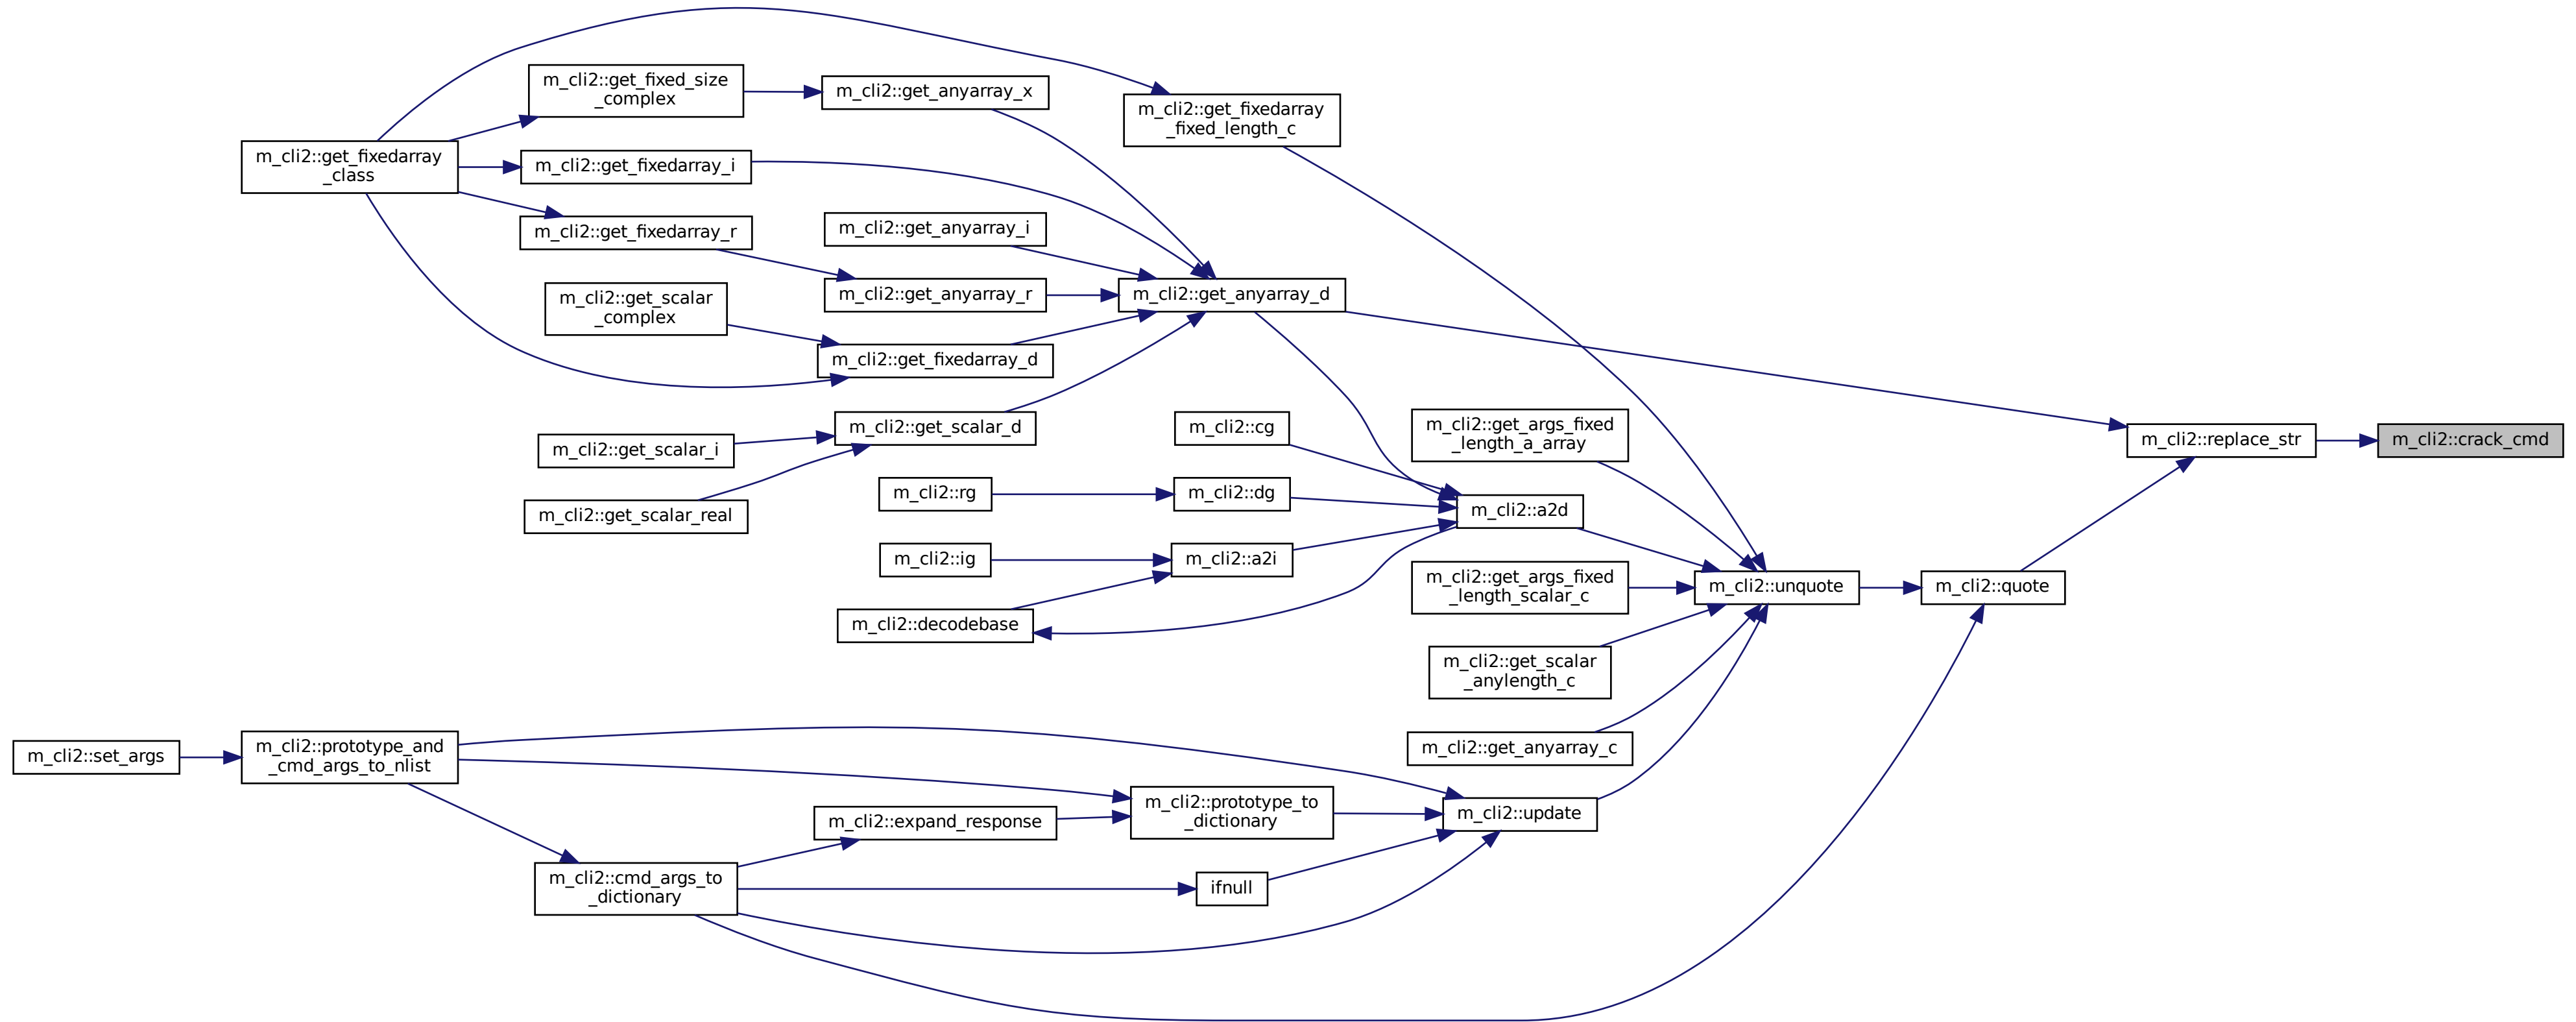 m_cli2::get_fixed_size
_complex
m_cli2::get_anyarray_x
m_cli2::get_fixedarray
_fixed_length_c
m_cli2::get_fixedarray
_class
m_cli2::get_fixedarray_i
m_cli2::get_fixedarray_r
m_cli2::get_anyarray_i
m_cli2::get_scalar
_complex
m_cli2::get_anyarray_r
m_cli2::get_anyarray_d
m_cli2::get_fixedarray_d
m_cli2::get_scalar_d
m_cli2::get_scalar_i
m_cli2::get_scalar_real
m_cli2::cg
m_cli2::get_args_fixed
_length_a_array
m_cli2::replace_str
m_cli2::crack_cmd
m_cli2::rg
m_cli2::dg
m_cli2::a2d
m_cli2::ig
m_cli2::a2i
m_cli2::get_args_fixed
_length_scalar_c
m_cli2::unquote
m_cli2::quote
m_cli2::decodebase
m_cli2::get_scalar
_anylength_c
m_cli2::get_anyarray_c
m_cli2::set_args
m_cli2::prototype_and
_cmd_args_to_nlist
m_cli2::expand_response
m_cli2::prototype_to
_dictionary
m_cli2::update
m_cli2::cmd_args_to
_dictionary
ifnull